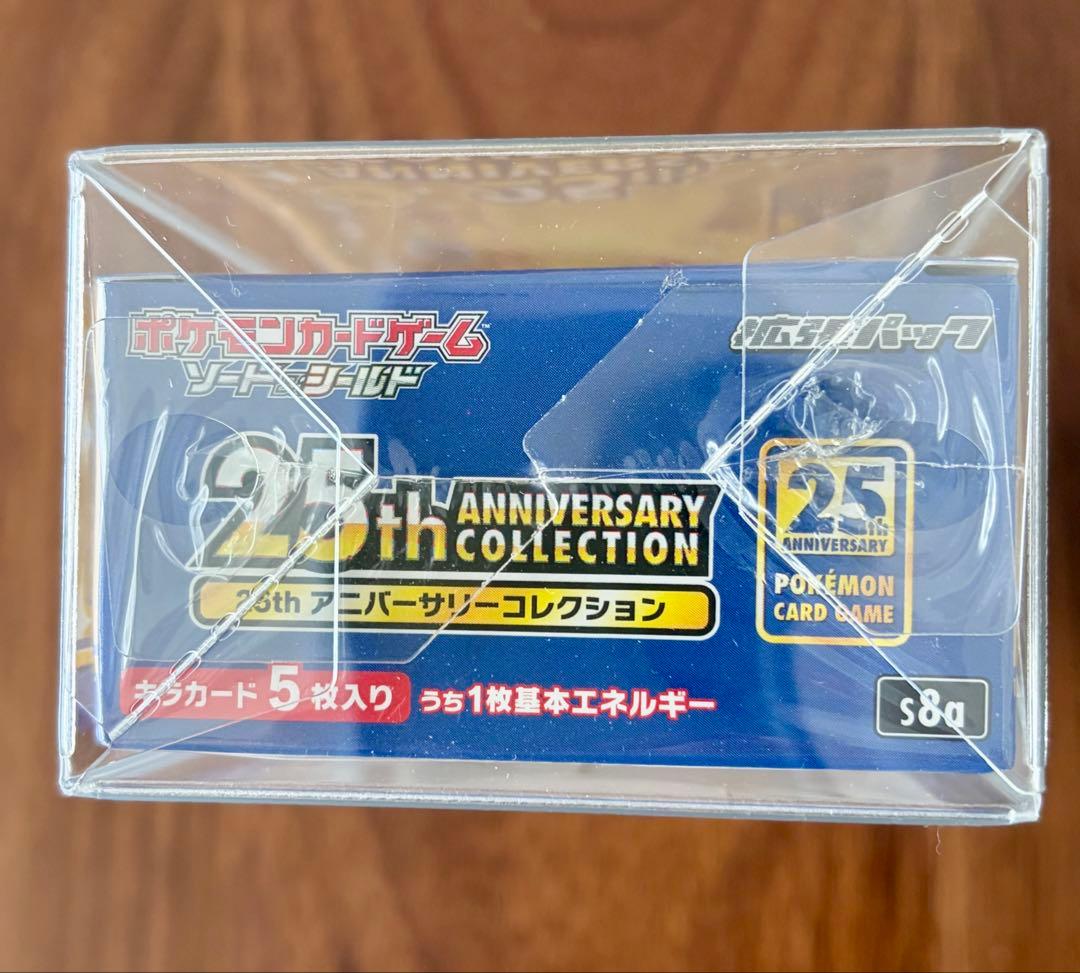 ポケモンカードゲーム™
ソード&シールド
拡張パック
25th ANNIVERSARY
COLLECTION
25th アニバーサリーコレクション
25th
ANNIVERSARY
POKÉMON
CARD GAME
キラカード5枚入り うち1枚基本エネルギー
s8a